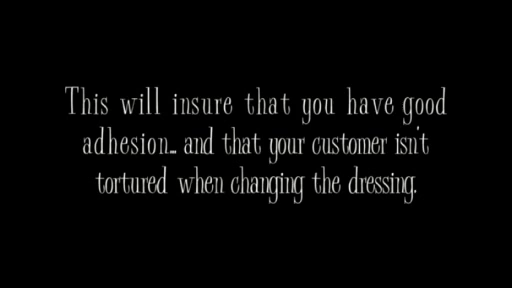 This will insure that you have good
adhesion... and that your customer isn't
tortured when changing the dressing.